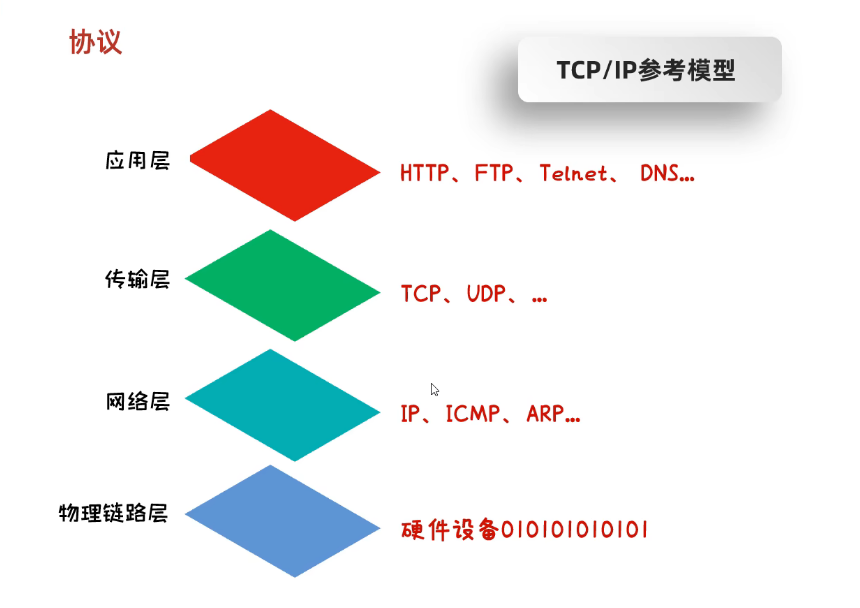 协议
TCP/IP参考模型
应用层
HTTP、FTP、Telnet、 DNS...
传输层
TCP、UDP、...
网络层
IP、ICMP、ARP...
物理链路层
硬件设备010101010101